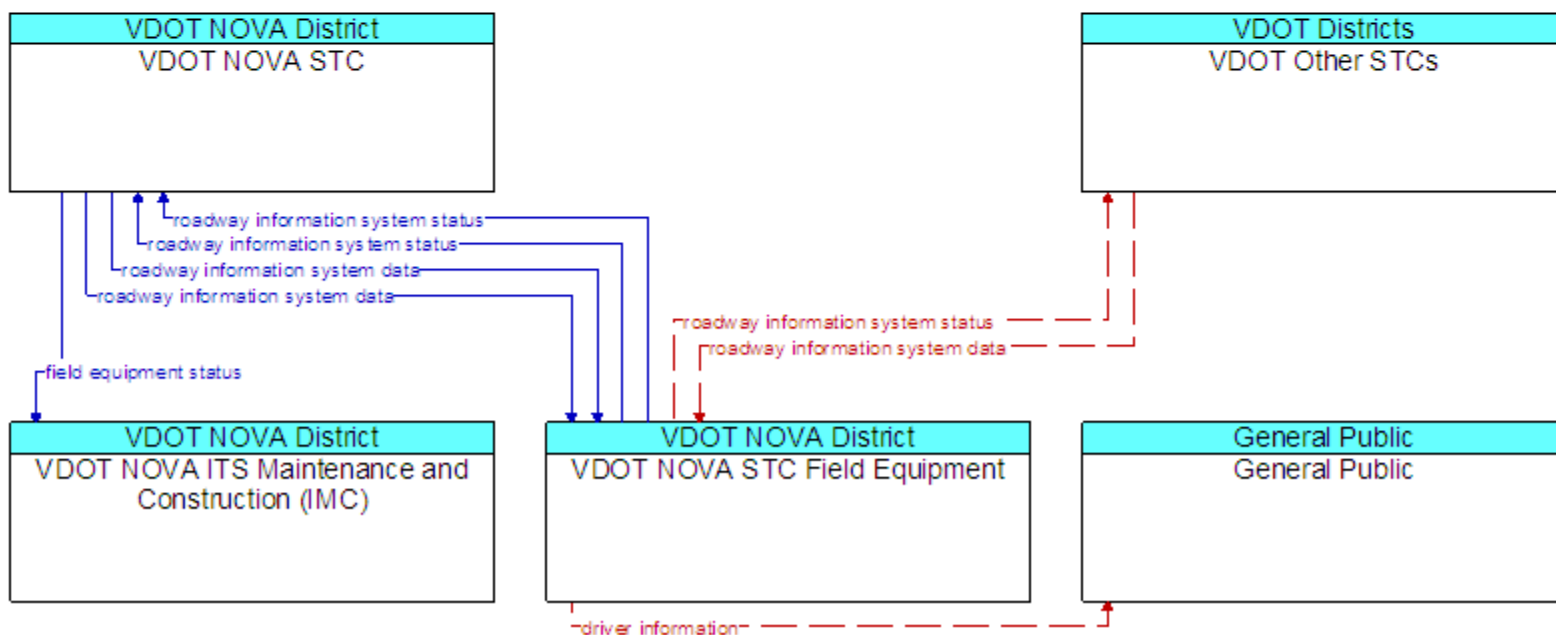 VDOT NOVA District
VDOT NOVA STC
VDOT Districts
VDOT Other STCs
roadway information system status
roadway information system status
roadway information system data
roadway information system data
roadway information system status
roadway information system data
field equipment status
VDOT NOVA District
VDOT NOVA ITS Maintenance and
Construction (IMC)
VDOT NOVA District
VDOT NOVA STC Field Equipment
General Public
General Public
driver information